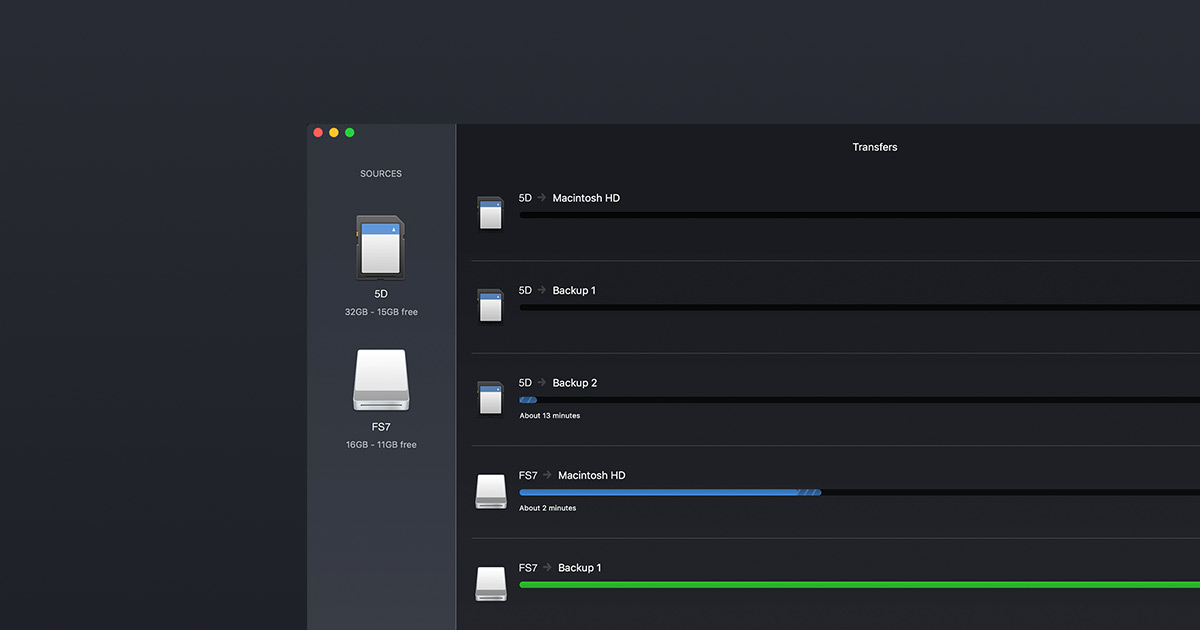 SOURCES
5D
32GB - 15GB free
FS7
16GB - 11GB free
Transfers
5D → Macintosh HD
5D → Backup 1
5D → Backup 2
About 13 minutes
FS7 → Macintosh HD
About 2 minutes
FS7 → Backup 1